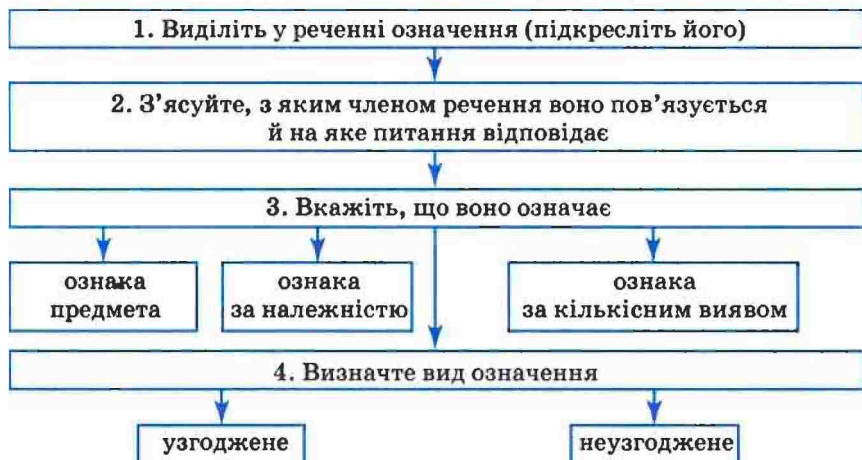 1. Виділіть у реченні означення (підкресліть його)
2. З'ясуйте, з яким членом речення воно пов'язується
й на яке питання відповідає
3. Вкажіть, що воно означає
ознака
предмета
ознака
за належністю
ознака
за кількісним виявом
4. Визначте вид означення
узгоджене
неузгоджене